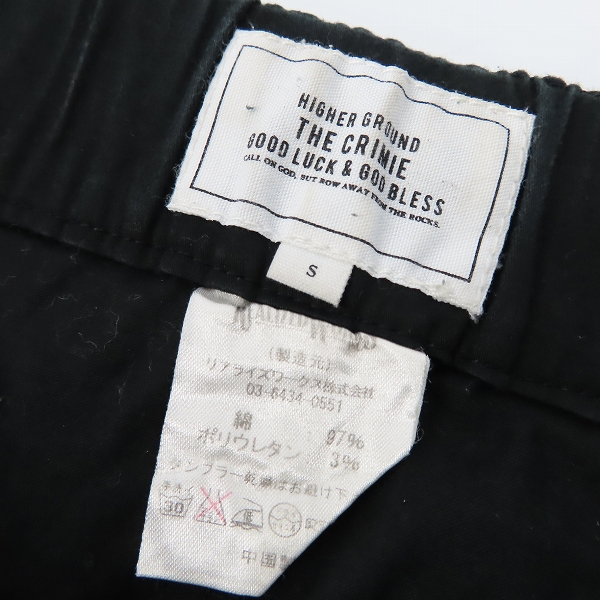 HIGHER GROUND
THE CRIMIE
GOOD LUCK & GOD BLESS
CALL ON GOD, BUT ROW AWAY FROM THE ROCKS.
S
(製造元)
リアライズワークス株式会社
03-6434-0551
綿 : 97%
ポリウレタン : 3%
タンブラー乾燥はお避け下
30
中国製